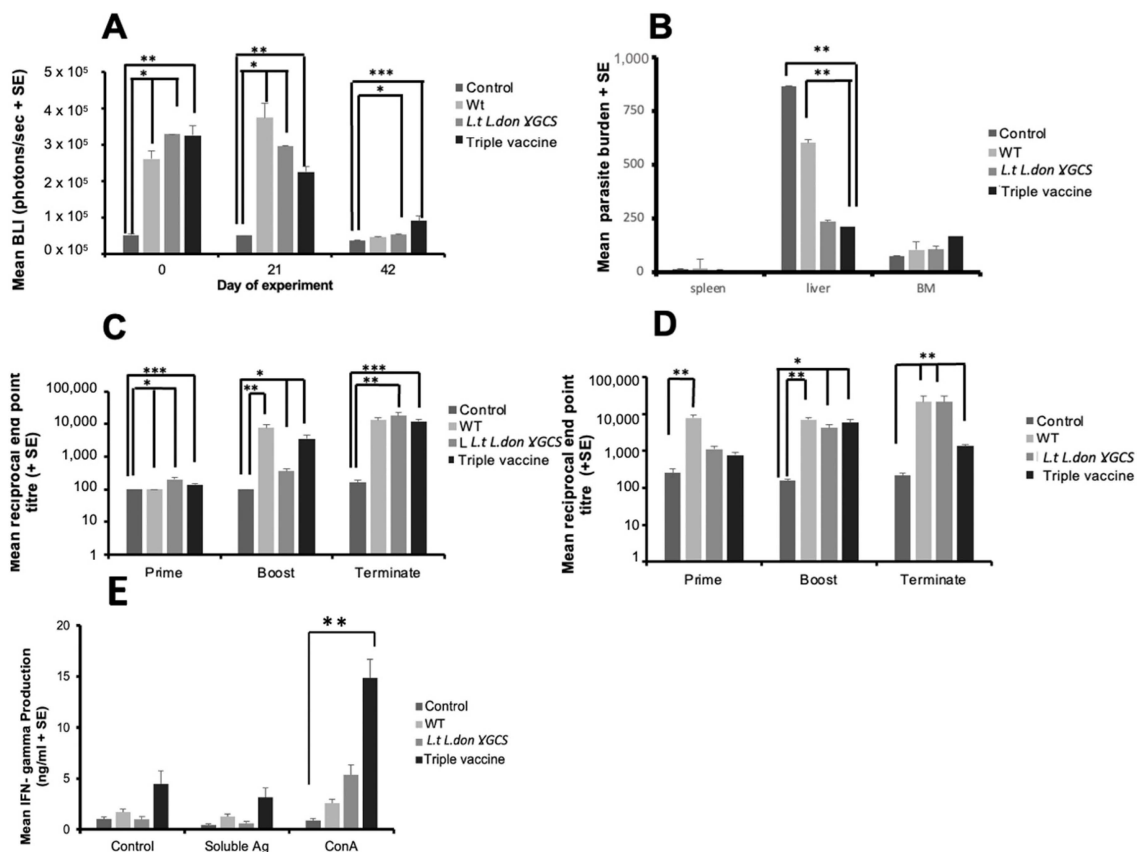 A
Mean BLI (photons/sec + SE)
5 x 10⁵
4 x 10⁵
3 x 10⁵
2 x 10⁵
1 x 10⁵
0 x 10⁵
**
*
**
*
***
*
0
21
42
Day of experiment
Control
Wt
L.t L.don ɣGCS
Triple vaccine
B
Mean parasite burden + SE
1,000
750
500
250
0
**
**
spleen
liver
BM
Control
WT
L.t L.don ɣGCS
Triple vaccine
C
Mean reciprocal end point
titre (+ SE)
100,000
10,000
1,000
100
10
1
***
*
*
**
***
**
Prime
Boost
Terminate
Control
WT
L L.t L.don ɣGCS
Triple vaccine
D
Mean reciprocal end point
titre (+SE)
100,000
10,000
1,000
100
10
1
**
*
**
**
Prime
Boost
Terminate
Control
WT
L.t L.don ɣGCS
Triple vaccine
E
Mean IFN- gamma Production
(ng/ml + SE)
20
15
10
5
0
**
Control
Soluble Ag
ConA
Control
WT
L.t L.don ɣGCS
Triple vaccine